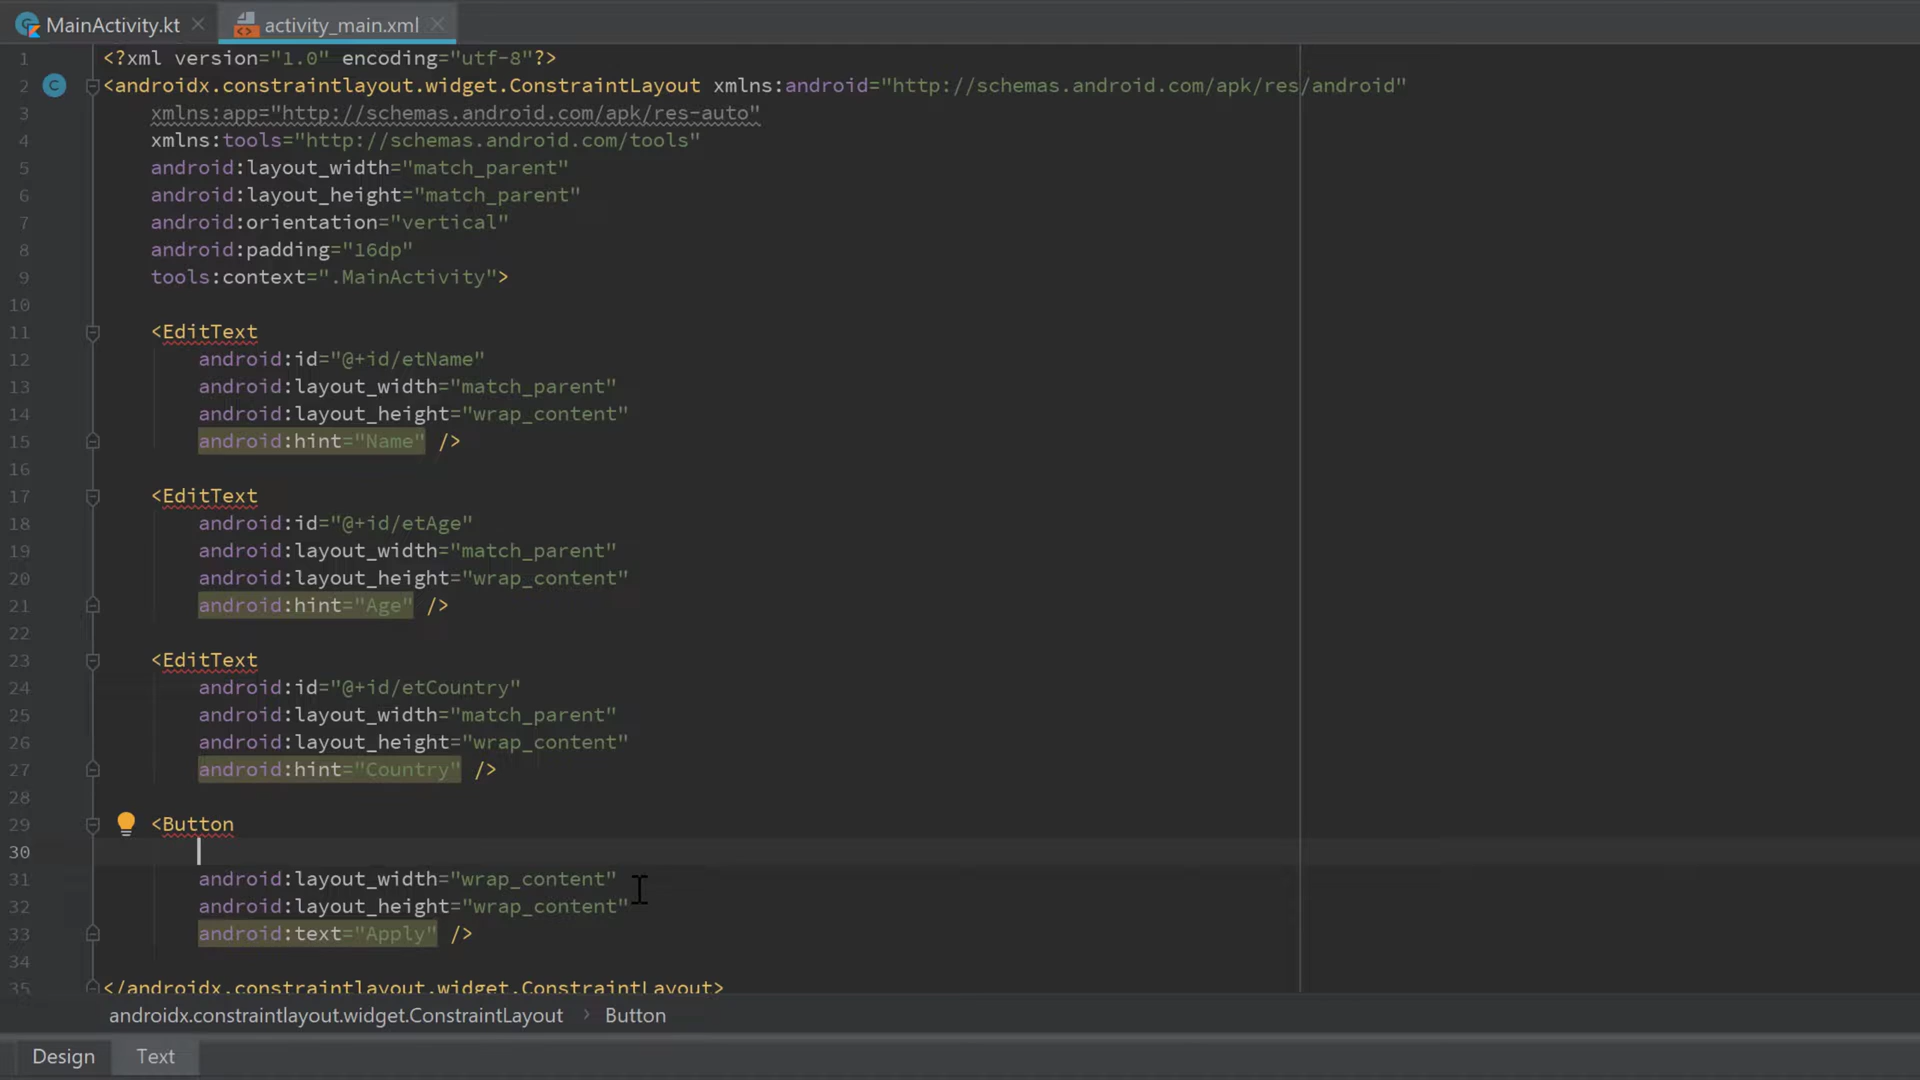 MainActivity.kt
activity_main.xml
1 <?xml version="1.0" encoding="utf-8"?>
2 <androidx.constraintlayout.widget.ConstraintLayout xmlns:android="http://schemas.android.com/apk/res/android"
3 xmlns:app="http://schemas.android.com/apk/res-auto"
4 xmlns:tools="http://schemas.android.com/tools"
5 android:layout_width="match_parent"
6 android:layout_height="match_parent"
7 android:orientation="vertical"
8 android:padding="16dp"
9 tools:context=".MainActivity">
10
11 <EditText
12 android:id="@+id/etName"
13 android:layout_width="match_parent"
14 android:layout_height="wrap_content"
15 android:hint="Name" />
16
17 <EditText
18 android:id="@+id/etAge"
19 android:layout_width="match_parent"
20 android:layout_height="wrap_content"
21 android:hint="Age" />
22
23 <EditText
24 android:id="@+id/etCountry"
25 android:layout_width="match_parent"
26 android:layout_height="wrap_content"
27 android:hint="Country" />
28
29 <Button
30
31 android:layout_width="wrap_content"
32 android:layout_height="wrap_content"
33 android:text="Apply" />
34
35 </androidx.constraintlayout.widget.ConstraintLayout>
androidx.constraintlayout.widget.ConstraintLayout > Button
Design Text